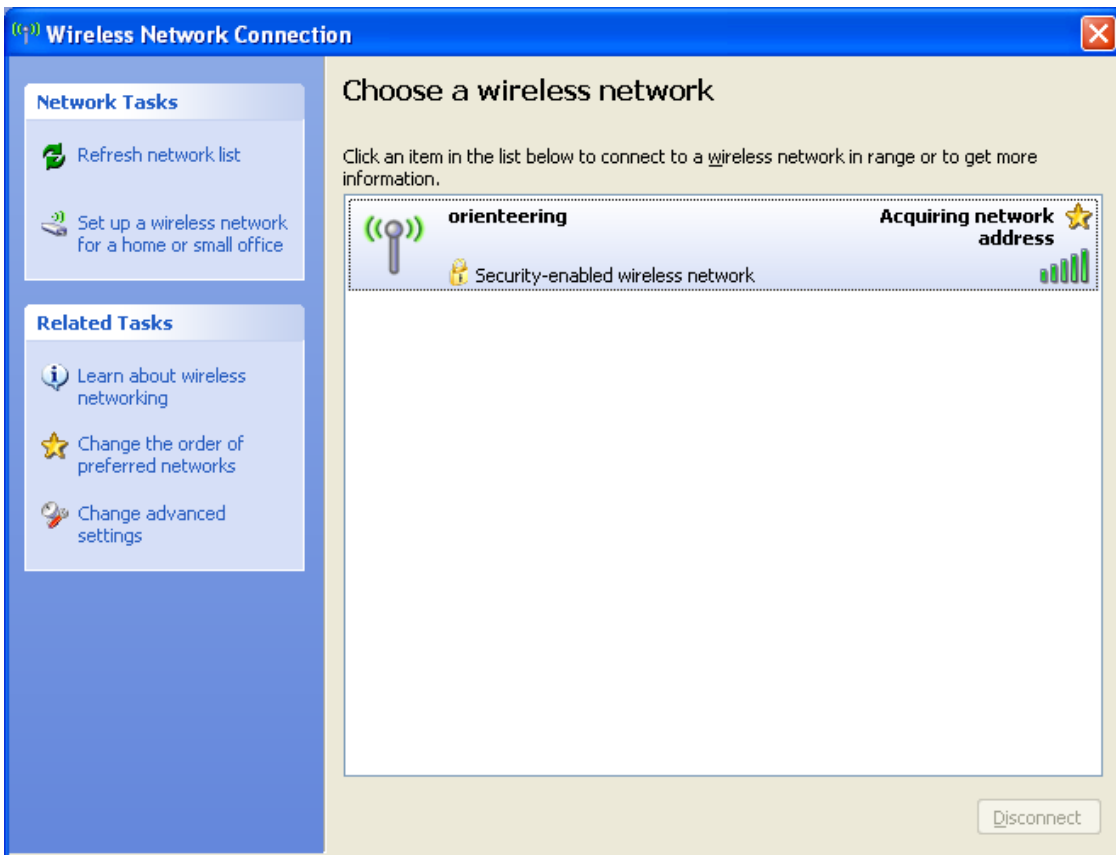 Wireless Network Connection
Network Tasks
Refresh network list
Set up a wireless network
for a home or small office
Related Tasks
Learn about wireless
networking
Change the order of
preferred networks
Change advanced
settings
Choose a wireless network
Click an item in the list below to connect to a wireless network in range or to get more
information.
orienteering
Acquiring network
address
Security-enabled wireless network
Disconnect